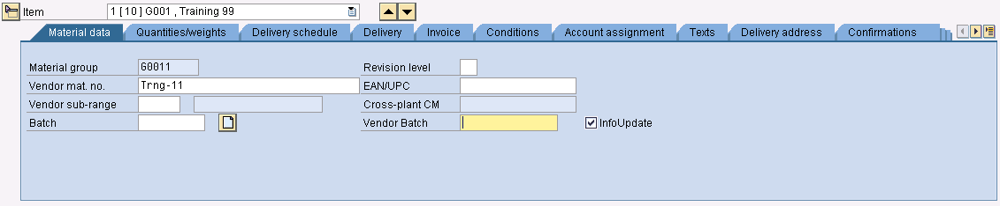 Item 1 [ 10 ] G001 , Training 99
Material data Quantities/weights Delivery schedule Delivery Invoice Conditions Account assignment Texts Delivery address Confirmations
Material group G0011 Revision level
Vendor mat. no. Trng-11 EAN/UPC
Vendor sub-range Cross-plant CM
Batch Vendor Batch InfoUpdate